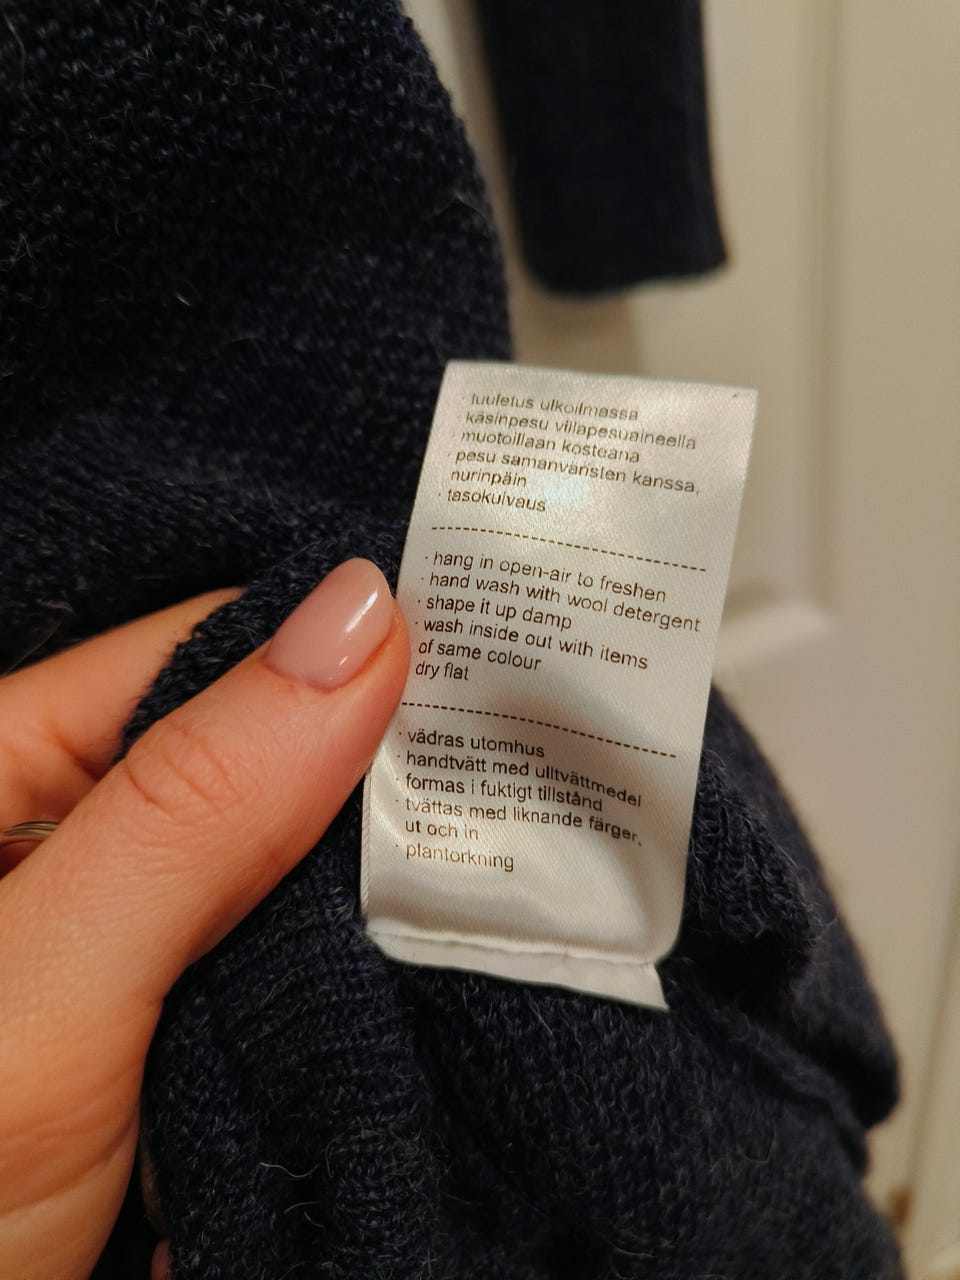 · tuuletus ulkoilmassa
· käsinpesu villapesuaineella
· muotoillaan kosteana
· pesu samanväristen kanssa,
nurinpäin
· tasokuivaus
· hang in open-air to freshen
· hand wash with wool detergent
· shape it up damp
· wash inside out with items
of same colour
dry flat
· vädras utomhus
· handtvätt med ulltvättmedel
· formas i fuktigt tillstånd
· tvättas med liknande färger,
ut och in
· plantorkning